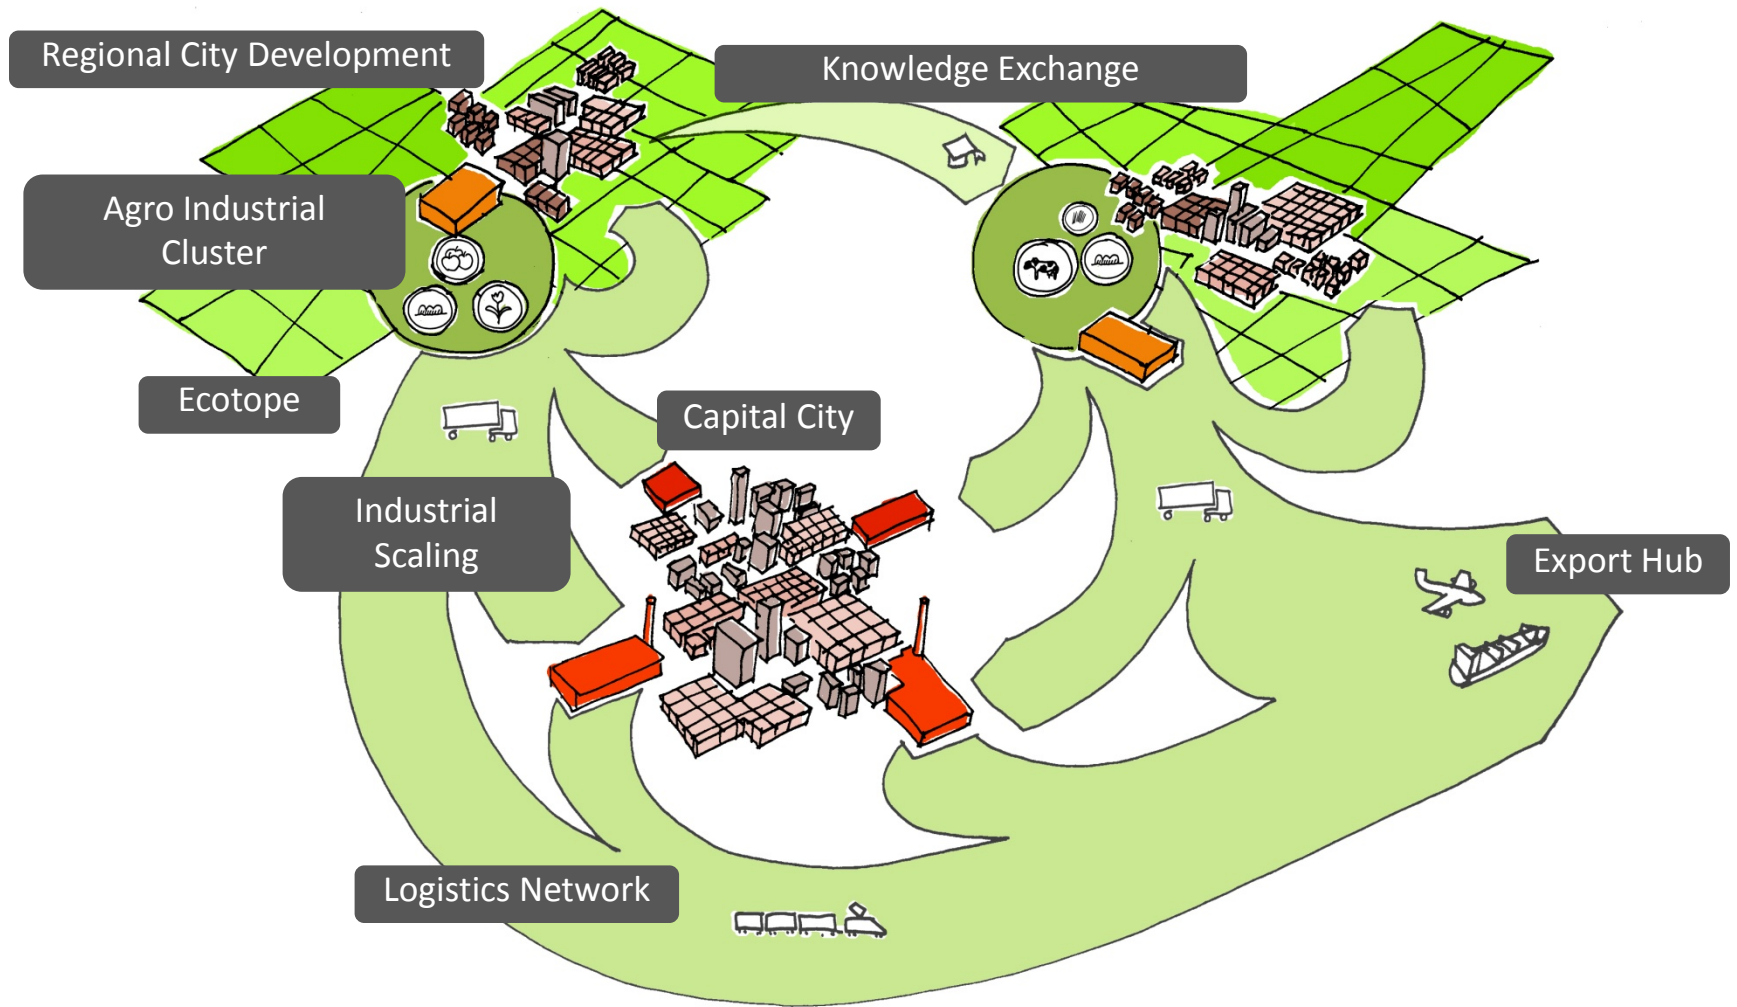 Regional City Development
Knowledge Exchange
Agro Industrial
Cluster
Ecotope
Capital City
Industrial
Scaling
Export Hub
Logistics Network